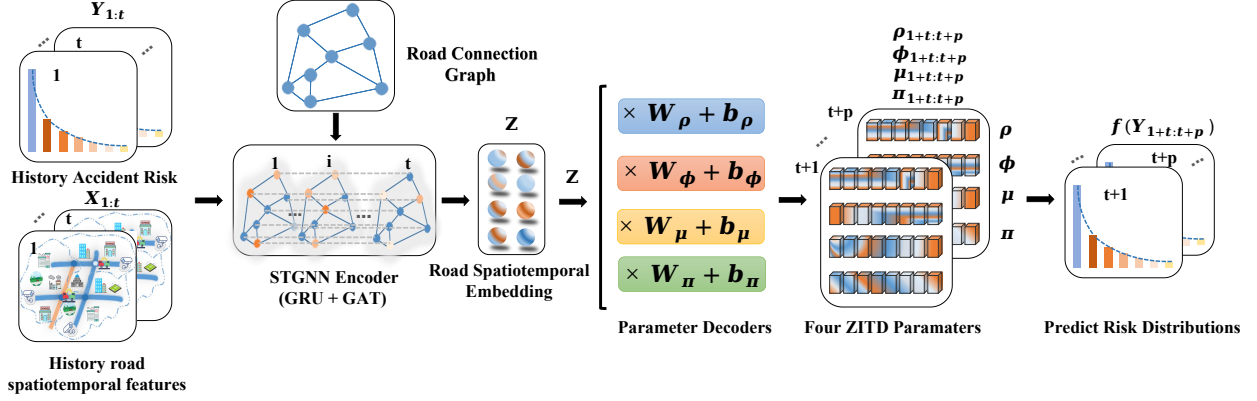 Y1:t
t
1
History Accident Risk
X1:t
t
1
History road
spatiotemporal features
Road Connection
Graph
1 i t
... ...
STGNN Encoder
(GRU + GAT)
Z
Road Spatiotemporal
Embedding
Z
× Wρ + bρ
× Wϕ + bϕ
× Wμ + bμ
× Wπ + bπ
Parameter Decoders
ρ1+t:t+p
ϕ1+t:t+p
μ1+t:t+p
π1+t:t+p
t+p
t+1
ρ
ϕ
μ
π
Four ZITD Paramaters
f(Y1+t:t+p)
t+p
t+1
Predict Risk Distributions